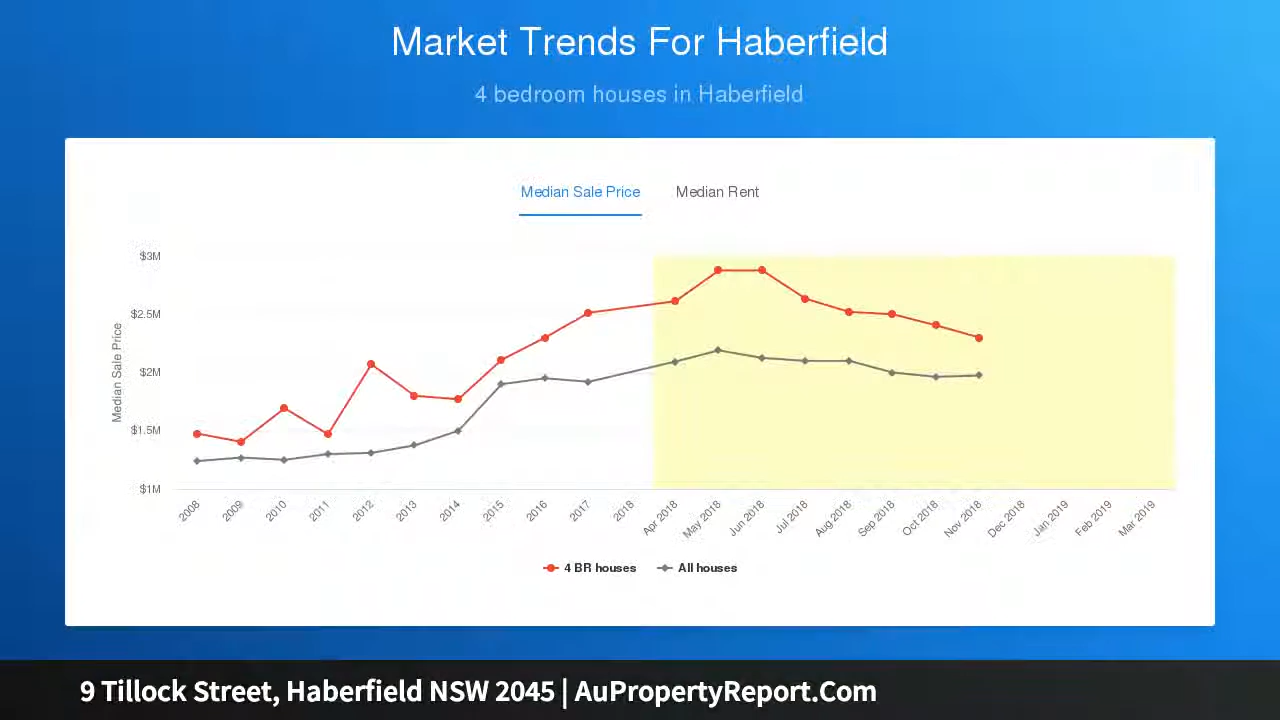 Market Trends For Haberfield
4 bedroom houses in Haberfield
Median Sale Price Median Rent
$3M
$2.5M
$2M
$1.5M
$1M
Median Sale Price
2008 2009 2010 2011 2012 2013 2014 2015 2016 2017 2018 Apr 2018 May 2018 Jun 2018 Jul 2018 Aug 2018 Sep 2018 Oct 2018 Nov 2018 Dec 2018 Jan 2019 Feb 2019 Mar 2019
4 BR houses All houses
9 Tillock Street, Haberfield NSW 2045 | AuPropertyReport.Com